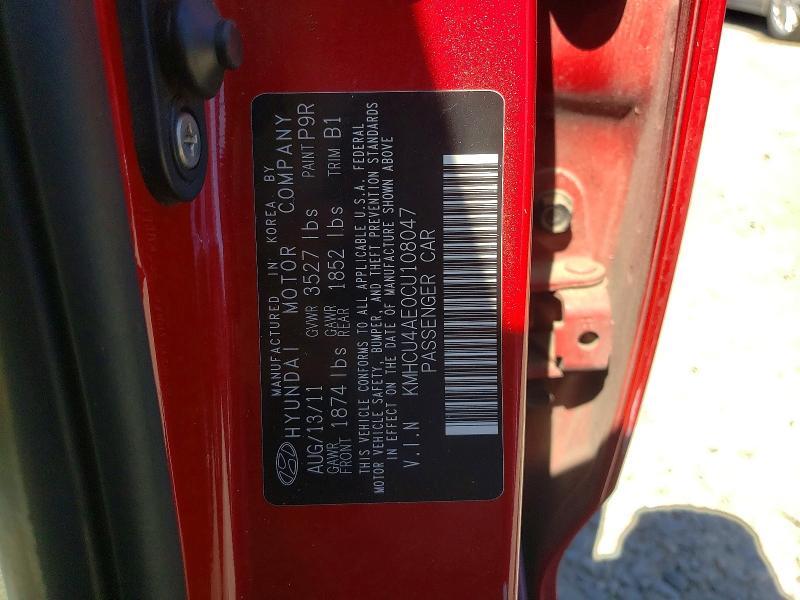 MANUFACTURED IN KOREA BY
HYUNDAI MOTOR COMPANY
AUG/13/11 GVWR 3527 lbs PAINT P9R
GAWR FRONT 1874 lbs GAWR REAR 1852 lbs TRIM B1
THIS VEHICLE CONFORMS TO ALL APPLICABLE U.S.A. FEDERAL
MOTOR VEHICLE SAFETY, BUMPER, AND THEFT PREVENTION STANDARDS
IN EFFECT ON THE DATE OF MANUFACTURE SHOWN ABOVE
V.I.N KMHCU4AE0CU108047
PASSENGER CAR